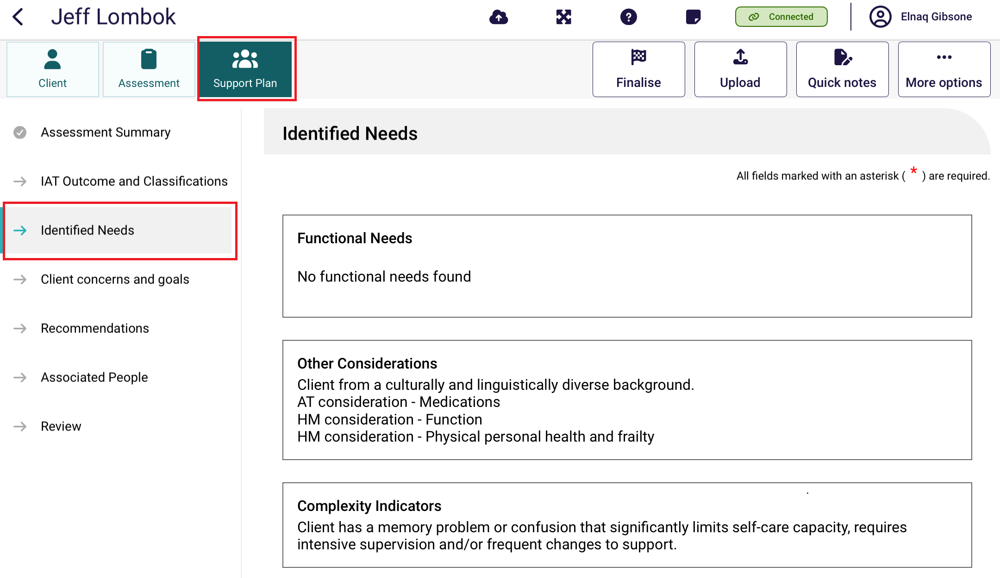 Jeff Lombok
Connected
Elnaq Gibsone
Client
Assessment
Support Plan
Finalise
Upload
Quick notes
More options
Assessment Summary
IAT Outcome and Classifications
Identified Needs
Client concerns and goals
Recommendations
Associated People
Review
Identified Needs
All fields marked with an asterisk ( * ) are required.
Functional Needs
No functional needs found
Other Considerations
Client from a culturally and linguistically diverse background.
AT consideration - Medications
HM consideration - Function
HM consideration - Physical personal health and frailty
Complexity Indicators
Client has a memory problem or confusion that significantly limits self-care capacity, requires
intensive supervision and/or frequent changes to support.